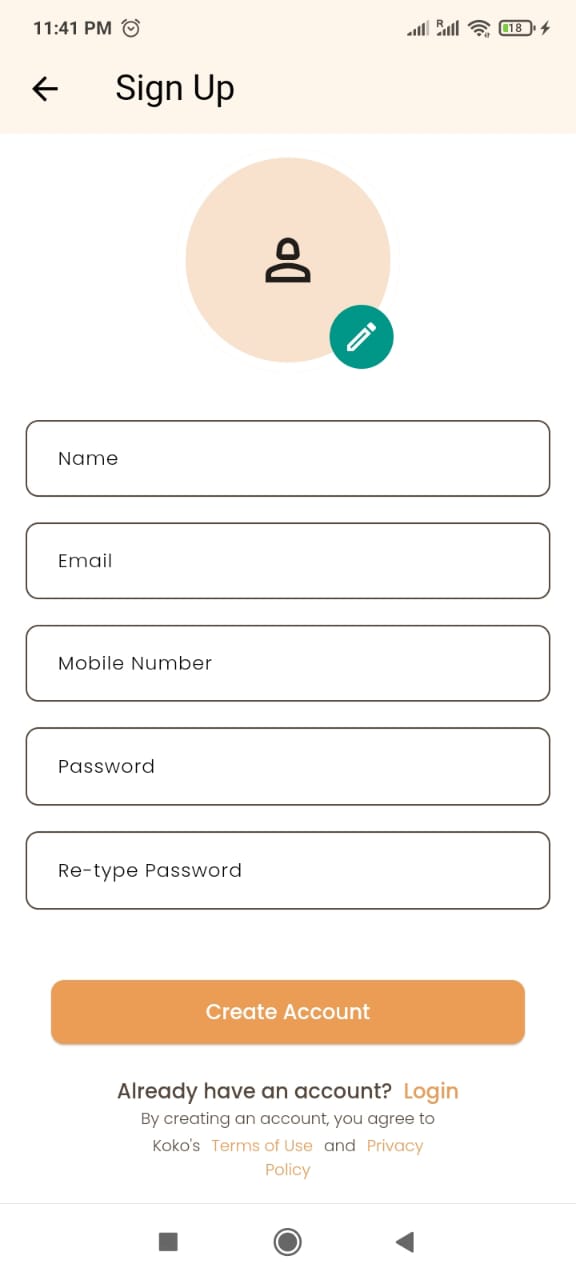 11:41 PM R 18
Sign Up
Name
Email
Mobile Number
Password
Re-type Password
Create Account
Already have an account? Login
By creating an account, you agree to
Koko's Terms of Use and Privacy
Policy